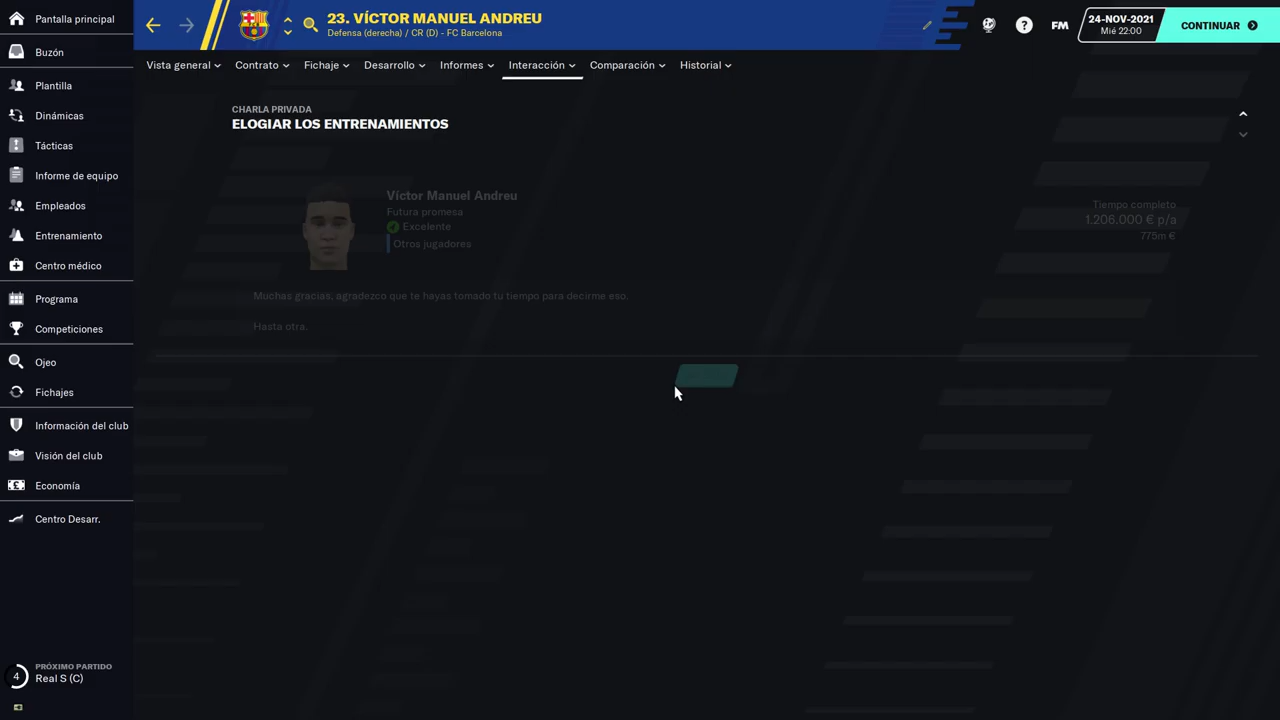 Pantalla principal
Buzón
Plantilla
Dinámicas
Tácticas
Informe de equipo
Empleados
Entrenamiento
Centro médico
Programa
Competiciones
Ojeo
Fichajes
Información del club
Visión del club
Economía
Centro Desarr.
4
PRÓXIMO PARTIDO
Real S (C)
23. VÍCTOR MANUEL ANDREU
Defensa (derecha) / CR (D) - FC Barcelona
FM
24-NOV-2021
Mié 22:00
CONTINUAR
Vista general
Contrato
Fichaje
Desarrollo
Informes
Interacción
Comparación
Historial
CHARLA PRIVADA
ELOGIAR LOS ENTRENAMIENTOS
Víctor Manuel Andreu
Futura promesa
Excelente
Otros jugadores
Tiempo completo
1.206.000 € p/a
775m €
Muchas gracias, agradezco que te hayas tomado tu tiempo para decirme eso.
Hasta otra.